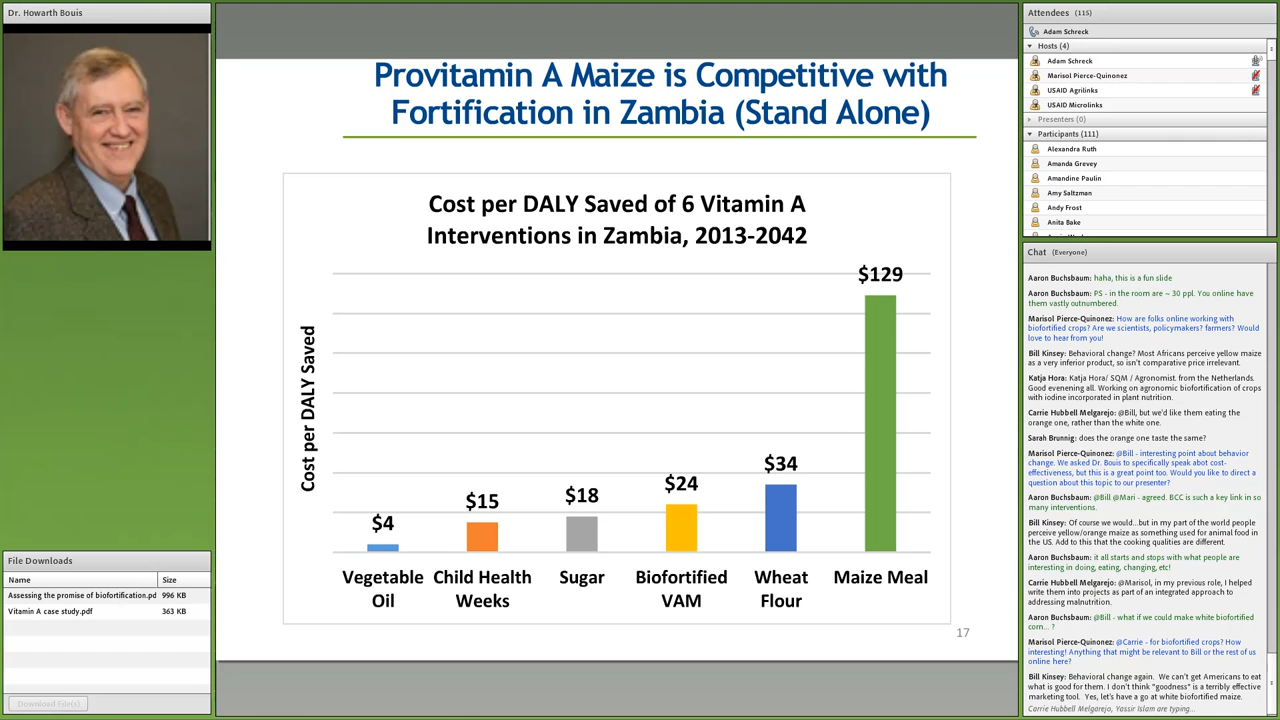 Dr. Howarth Bouis
Provitamin A Maize is Competitive with
Fortification in Zambia (Stand Alone)
Cost per DALY Saved of 6 Vitamin A
Interventions in Zambia, 2013-2042
Cost per DALY Saved
$4
$15
$18
$24
$34
$129
Vegetable
Oil
Child Health
Weeks
Sugar
Biofortified
VAM
Wheat
Flour
Maize Meal
17
File Downloads
Name Size
Assessing the promise of biofortification.pd 996 KB
Vitamin A case study.pdf 363 KB
Download File(s)
Attendees (115)
Adam Schreck
Hosts (4)
Adam Schreck
Marisol Pierce-Quinonez
USAID Agrilinks
USAID Microlinks
Presenters (0)
Participants (111)
Alexandra Ruth
Amanda Grevey
Amandine Paulin
Amy Saltzman
Andy Frost
Anita Bake
Chat (Everyone)
Aaron Buchsbaum: haha, this is a fun slide
Aaron Buchsbaum: PS - in the room are ~ 30 ppl. You online have
them vastly outnumbered.
Marisol Pierce-Quinonez: How are folks online working with
biofortified crops? Are we scientists, policymakers? farmers? Would
love to hear from you!
Bill Kinsey: Behavioral change? Most Africans perceive yellow maize
as a very inferior product, so isn't comparative price irrelevant.
Katja Hora: Katja Hora/ SQM / Agronomist. from the Netherlands.
Good evenening all. Working on agronomic biofortification of crops
with iodine incorporated in plant nutrition.
Carrie Hubbell Melgarejo: @Bill, but we'd like them eating the
orange one, rather than the white one.
Sarah Brunnig: does the orange one taste the same?
Marisol Pierce-Quinonez: @Bill - interesting point about behavior
change. We asked Dr. Bouis to specifically speak abot cost-
effectiveness, but this is a great point too. Would you like to direct a
question about this topic to our presenter?
Aaron Buchsbaum: @Bill @Mari - agreed. BCC is such a key link in so
many interventions.
Bill Kinsey: Of course we would...but in my part of the world people
perceive yellow/orange maize as something used for animal food in
the US. Add to this that the cooking qualities are different.
Aaron Buchsbaum: it all starts and stops with what people are
interesting in doing, eating, changing, etc!
Carrie Hubbell Melgarejo: @Marisol, in my previous role, I helped
write them into projects as part of an integrated approach to
addressing malnutrition.
Aaron Buchsbaum: @Bill - what if we could make white biofortified
corn... ?
Marisol Pierce-Quinonez: @Carrie - for biofortified crops? How
interesting! Anything that might be relevant to Bill or the rest of us
online here?
Bill Kinsey: Behavioral change again. We can't get Americans to eat
what is good for them. I don't think "goodness" is a terribly effective
marketing tool. Yes, let's have a go at white biofortified maize.
Carrie Hubbell Melgarejo, Yassir Islam are typing...